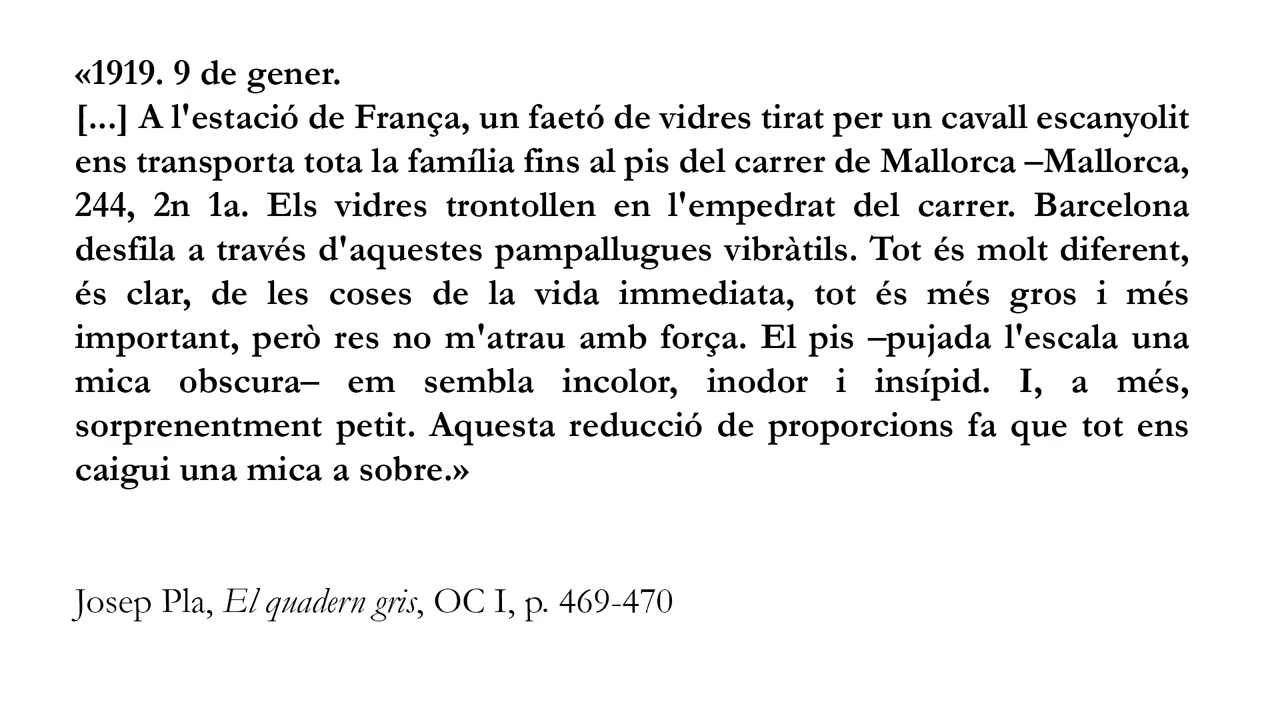 «1919. 9 de gener.
[...] A l'estació de França, un faetó de vidres tirat per un cavall escanyolit
ens transporta tota la família fins al pis del carrer de Mallorca –Mallorca,
244, 2n 1a. Els vidres trontollen en l'empedrat del carrer. Barcelona
desfila a través d'aquestes pampallugues vibràtils. Tot és molt diferent,
és clar, de les coses de la vida immediata, tot és més gros i més
important, però res no m'atrau amb força. El pis –pujada l'escala una
mica obscura– em sembla incolor, inodor i insípid. I, a més,
sorprenentment petit. Aquesta reducció de proporcions fa que tot ens
caigui una mica a sobre.»
Josep Pla, El quadern gris, OC I, p. 469-470